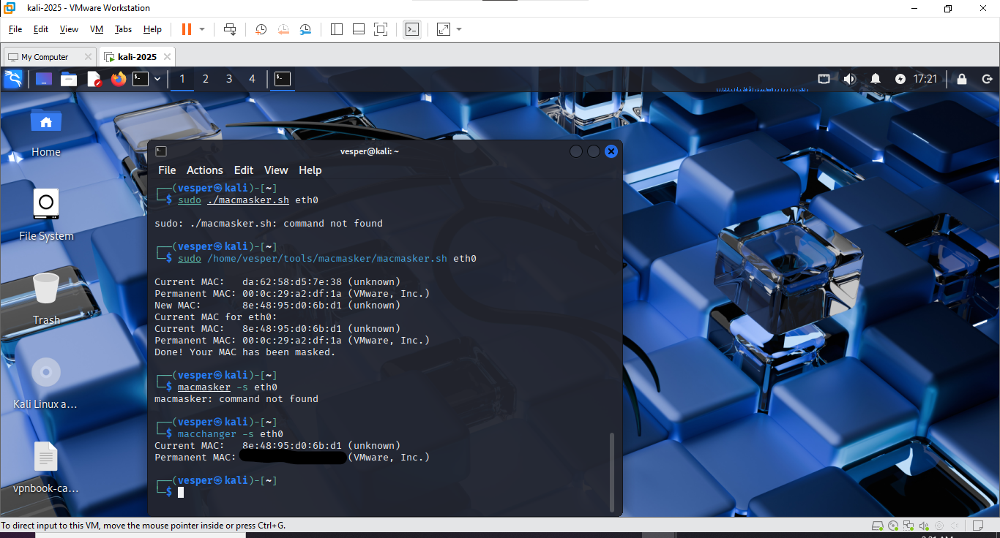 kali-2025 - VMware Workstation
File Edit View VM Tabs Help
My Computer kali-2025
1 2 3 4 17:21
Home
File System
Trash
Kali Linux a...
vpnbook-ca...
vesper@kali: ~
File Actions Edit View Help
┌──(vesper㉿kali)-[~]
└─$ sudo ./macmasker.sh eth0
sudo: ./macmasker.sh: command not found
┌──(vesper㉿kali)-[~]
└─$ sudo /home/vesper/tools/macmasker/macmasker.sh eth0
Current MAC: da:62:58:d5:7e:38 (unknown)
Permanent MAC: 00:0c:29:a2:df:1a (VMware, Inc.)
New MAC: 8e:48:95:d0:6b:d1 (unknown)
Current MAC for eth0:
Current MAC: 8e:48:95:d0:6b:d1 (unknown)
Permanent MAC: 00:0c:29:a2:df:1a (VMware, Inc.)
Done! Your MAC has been masked.
┌──(vesper㉿kali)-[~]
└─$ macmasker -s eth0
macmasker: command not found
┌──(vesper㉿kali)-[~]
└─$ macchanger -s eth0
Current MAC: 8e:48:95:d0:6b:d1 (unknown)
Permanent MAC: (VMware, Inc.)
┌──(vesper㉿kali)-[~]
└─$
To direct input to this VM, move the mouse pointer inside or press Ctrl+G.